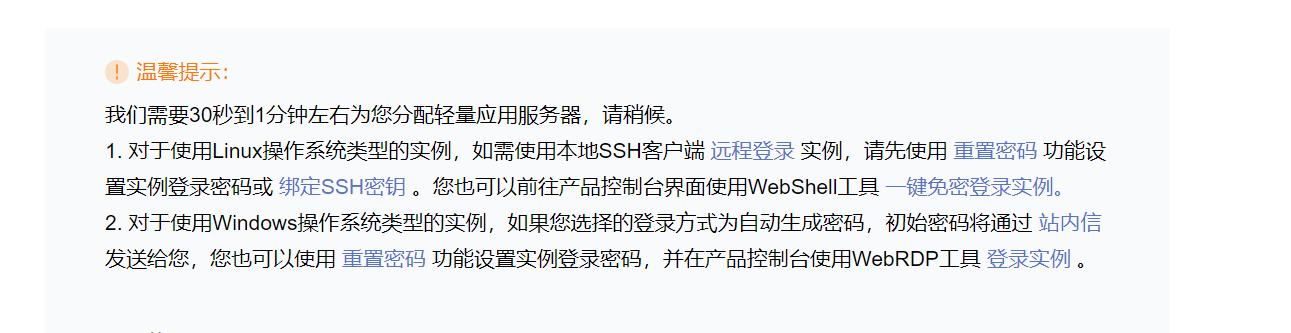 温馨提示：
我们需要30秒到1分钟左右为您分配轻量应用服务器，请稍候。
1. 对于使用Linux操作系统类型的实例，如需使用本地SSH客户端 远程登录 实例，请先使用 重置密码 功能设
置实例登录密码或 绑定SSH密钥 。您也可以前往产品控制台界面使用WebShell工具 一键免密登录实例。
2. 对于使用Windows操作系统类型的实例，如果您选择的登录方式为自动生成密码，初始密码将通过 站内信
发送给您，您也可以使用 重置密码 功能设置实例登录密码，并在产品控制台使用WebRDP工具 登录实例 。